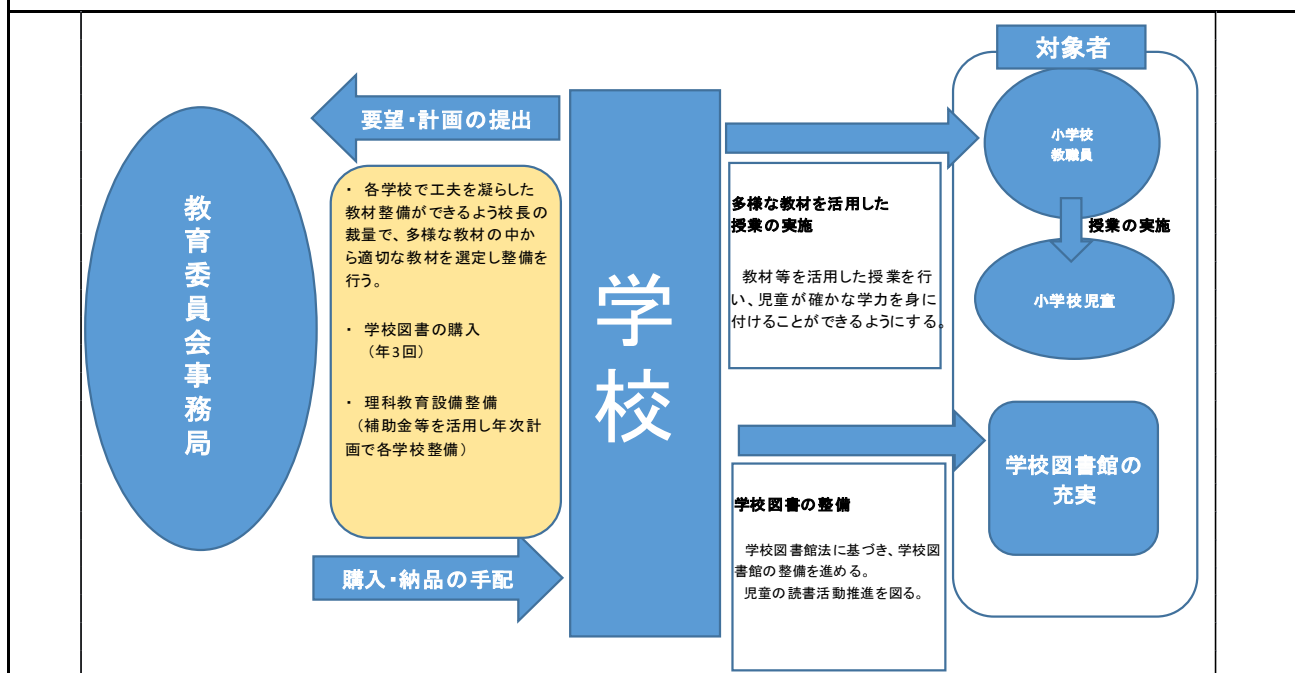 教育委員会事務局
要望・計画の提出
・ 各学校で工夫を凝らした
教材整備ができるよう校長の
裁量で、多様な教材の中か
ら適切な教材を選定し整備を
行う。
・ 学校図書の購入
（年3回）
・ 理科教育設備整備
（補助金等を活用し年次計
画で各学校整備）
購入・納品の手配
学校
多様な教材を活用した
授業の実施
教材等を活用した授業を行
い、児童が確かな学力を身に
付けることができるようにする。
学校図書の整備
学校図書館法に基づき、学校図
書館の整備を進める。
児童の読書活動推進を図る。
対象者
小学校
教職員
授業の実施
小学校児童
学校図書館の
充実